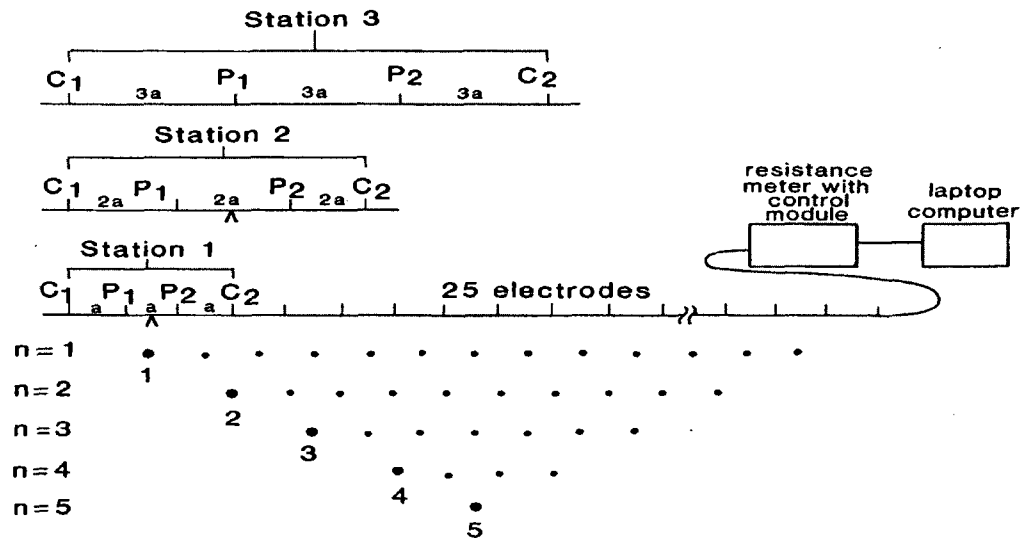 Station 3
C1 P1 P2 C2
3a 3a 3a
Station 2
C1 P1 P2 C2
2a 2a 2a
resistance
meter with
control
module
laptop
computer
Station 1
C1 P1 P2 C2
a a a
25 electrodes
n=1
1
n=2
2
n=3
3
n=4
4
n=5
5